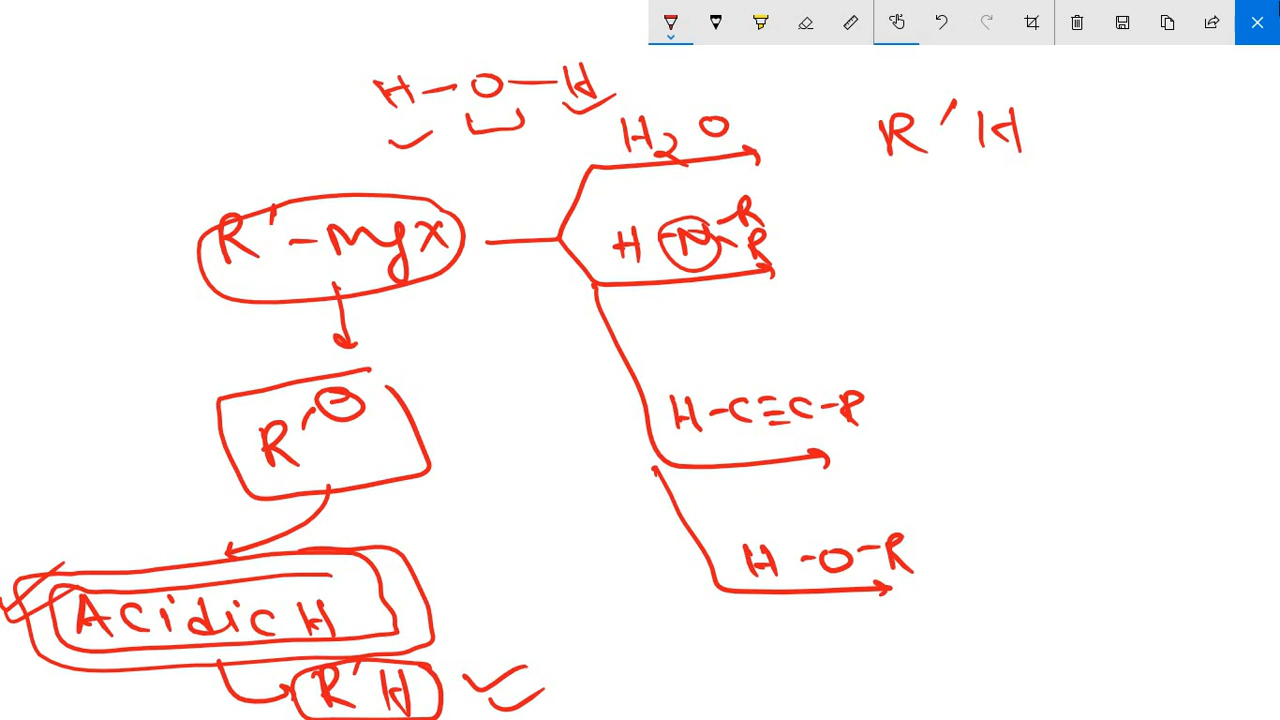 H-O-H
H2O
R'H
R'-MgX
H-N-R
R
R'⊖
H-C≡C-R
H-O-R
Acidic H
R'H